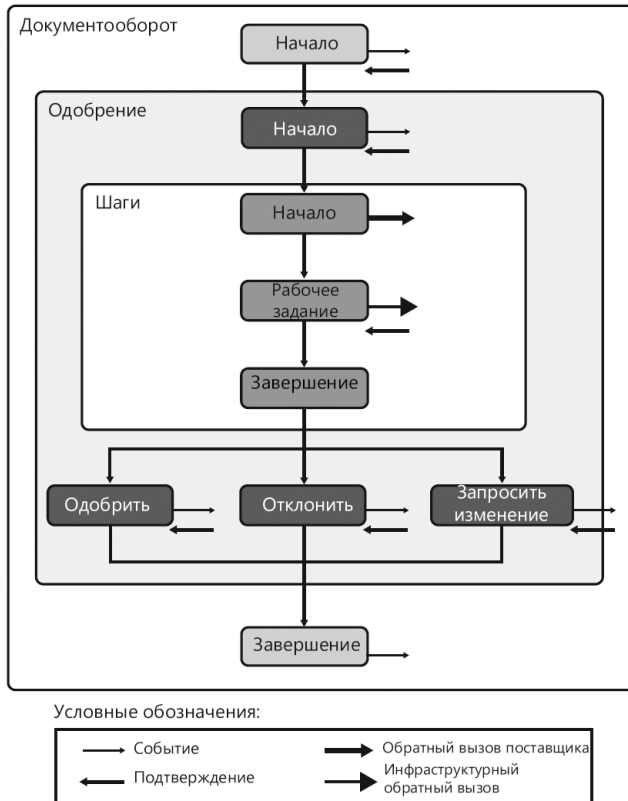 Документооборот
Начало
Одобрение
Начало
Шаги
Начало
Рабочее
задание
Завершение
Одобрить
Отклонить
Запросить
изменение
Завершение
Условные обозначения:
Событие
Обратный вызов поставщика
Подтверждение
Инфраструктурный
обратный вызов